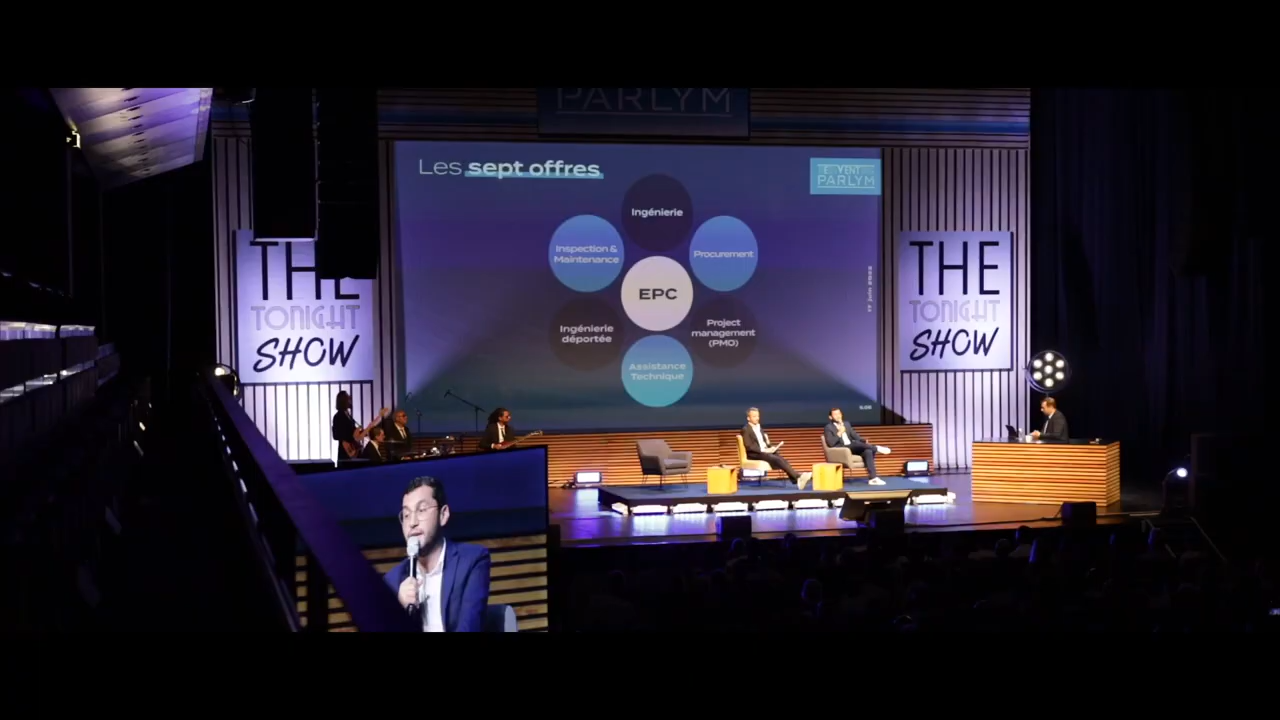 PARLYM
Les sept offres
E VENT
PARLYM
Ingénierie
Inspection &
Maintenance
Procurement
EPC
Ingénierie
déportée
Project
management
(PMO)
Assistance
Technique
THE
TONIGHT
SHOW
THE
TONIGHT
SHOW